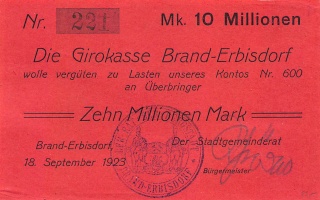 Nr. 221 Mk. 10 Millionen
Die Girokasse Brand-Erbisdorf
wolle vergüten zu Lasten unseres Kontos Nr. 600
an Überbringer
Zehn Millionen Mark
Brand-Erbisdorf, Der Stadtgemeinderat
18. September 1923
Bürgermeister